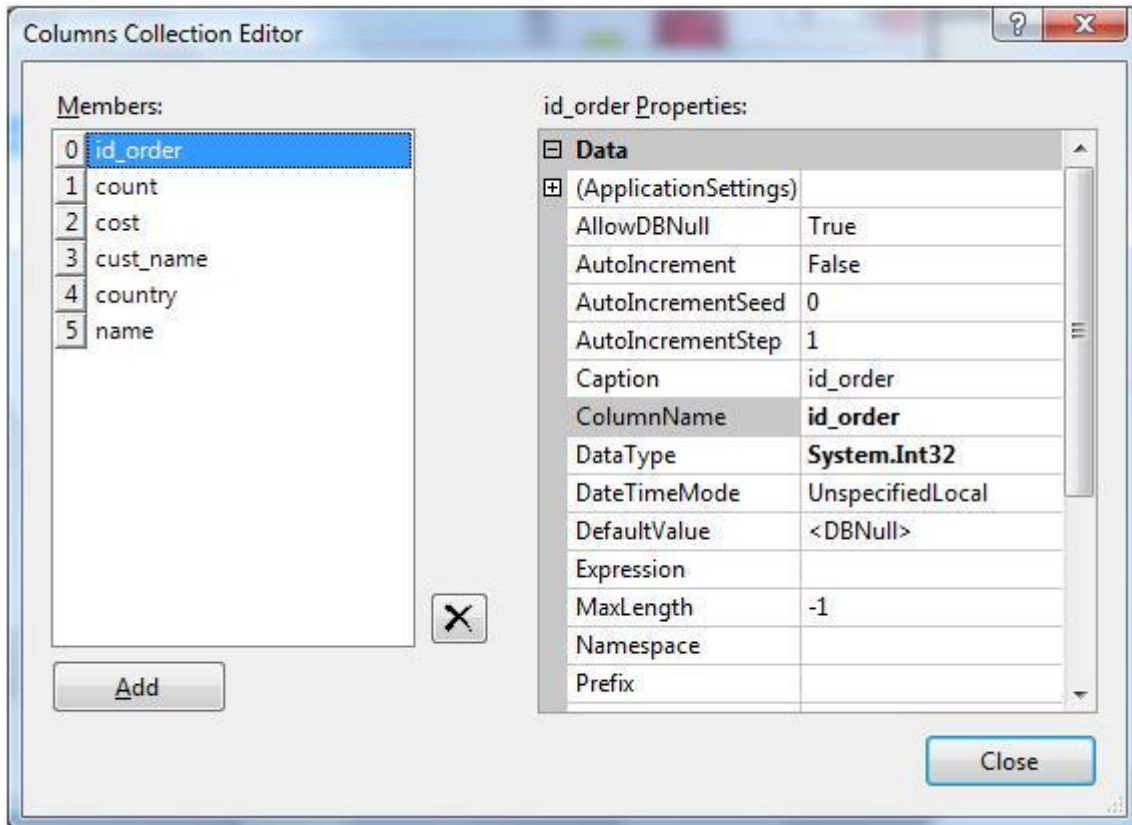 Columns Collection Editor
?
Members:
0 id_order
1 count
2 cost
3 cust_name
4 country
5 name
Add
id_order Properties:
Data
(ApplicationSettings)
AllowDBNull True
AutoIncrement False
AutoIncrementSeed 0
AutoIncrementStep 1
Caption id_order
ColumnName id_order
DataType System.Int32
DateTimeMode UnspecifiedLocal
DefaultValue <DBNull>
Expression
MaxLength -1
Namespace
Prefix
Close